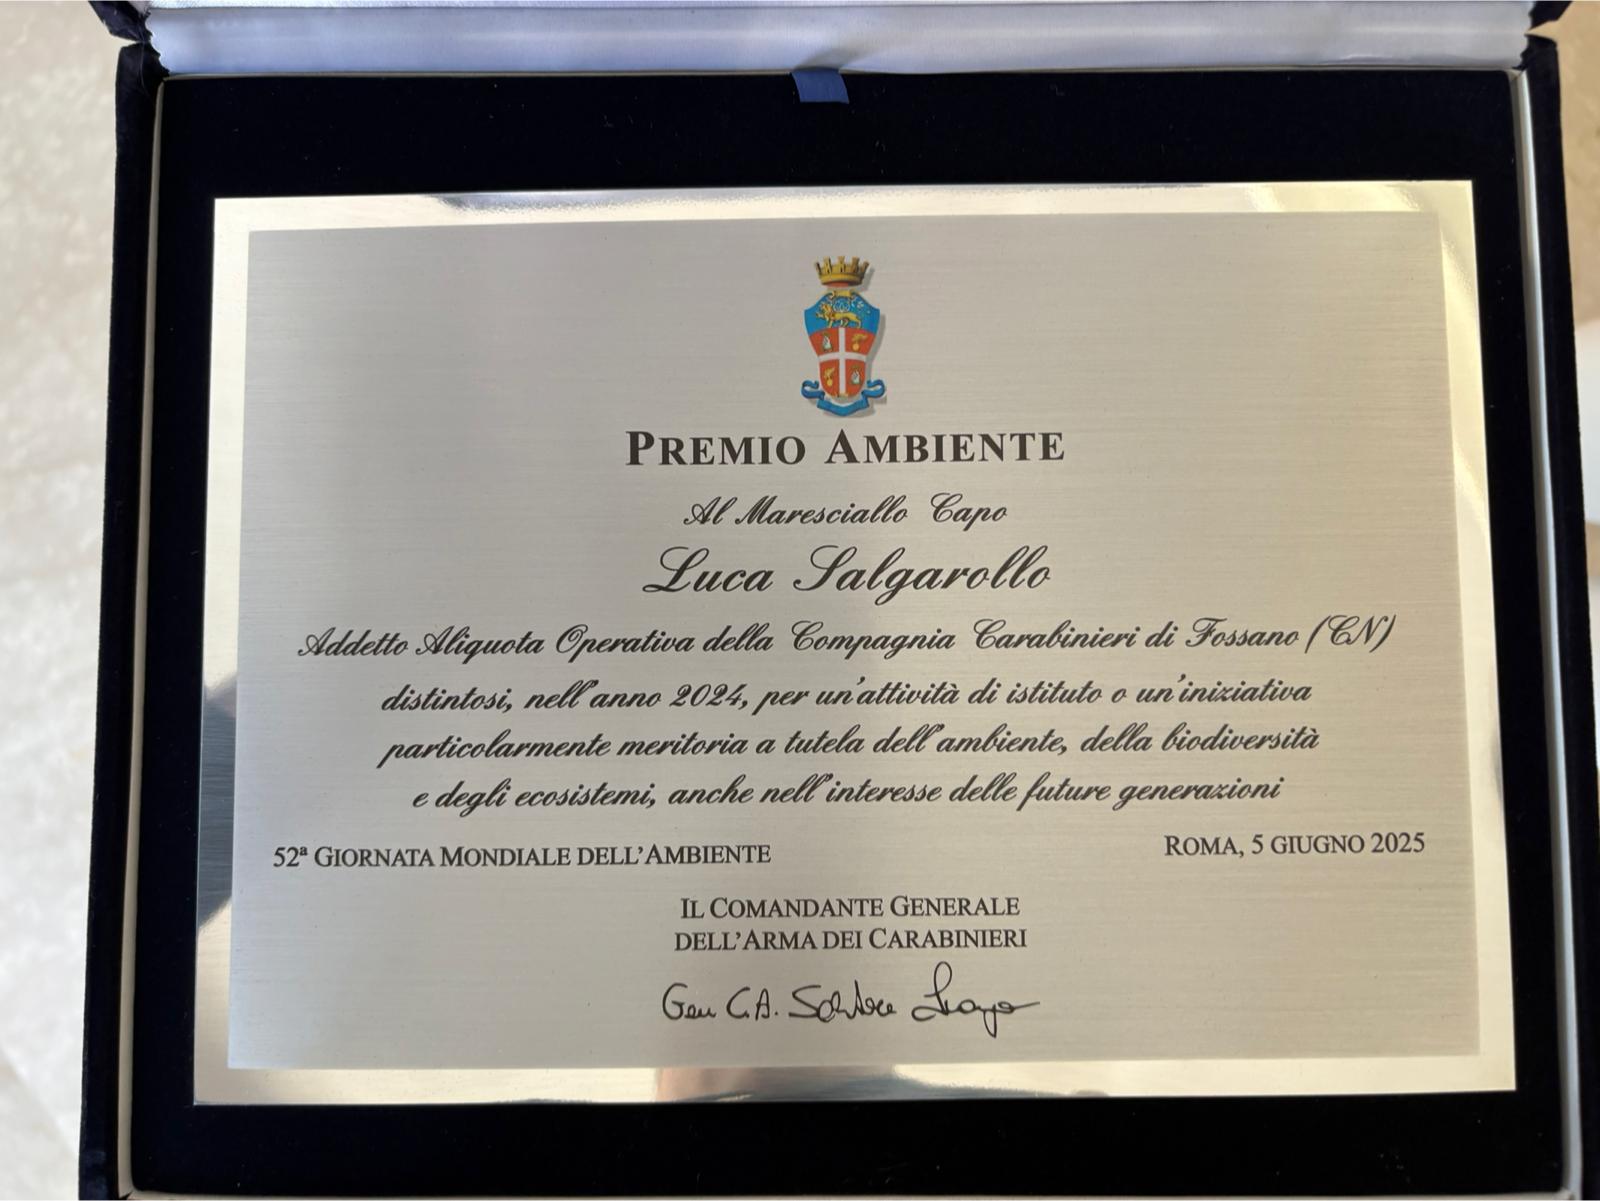 PREMIO AMBIENTE
Al Maresciallo Capo
Luca Salgarollo
Addetto Aliquota Operativa della Compagnia Carabinieri di Fossano (CN)
distintosi, nell'anno 2024, per un'attività di istituto o un'iniziativa
particolarmente meritoria a tutela dell'ambiente, della biodiversità
e degli ecosistemi, anche nell'interesse delle future generazioni
52ª GIORNATA MONDIALE DELL'AMBIENTE
ROMA, 5 GIUGNO 2025
IL COMANDANTE GENERALE
DELL'ARMA DEI CARABINIERI
Gen C.A. Salvatore